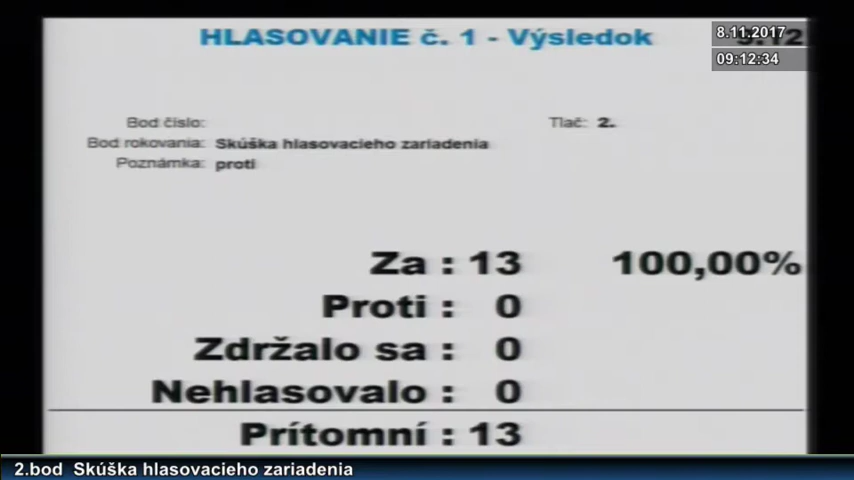 HLASOVANIE č. 1 - Výsledok
8.11.2017
09:12:34
Bod číslo:
Tlač: 2.
Bod rokovania: Skúška hlasovacieho zariadenia
Poznámka: proti
Za : 13 100,00%
Proti : 0
Zdržalo sa : 0
Nehlasovalo : 0
Prítomní : 13
2.bod Skúška hlasovacieho zariadenia